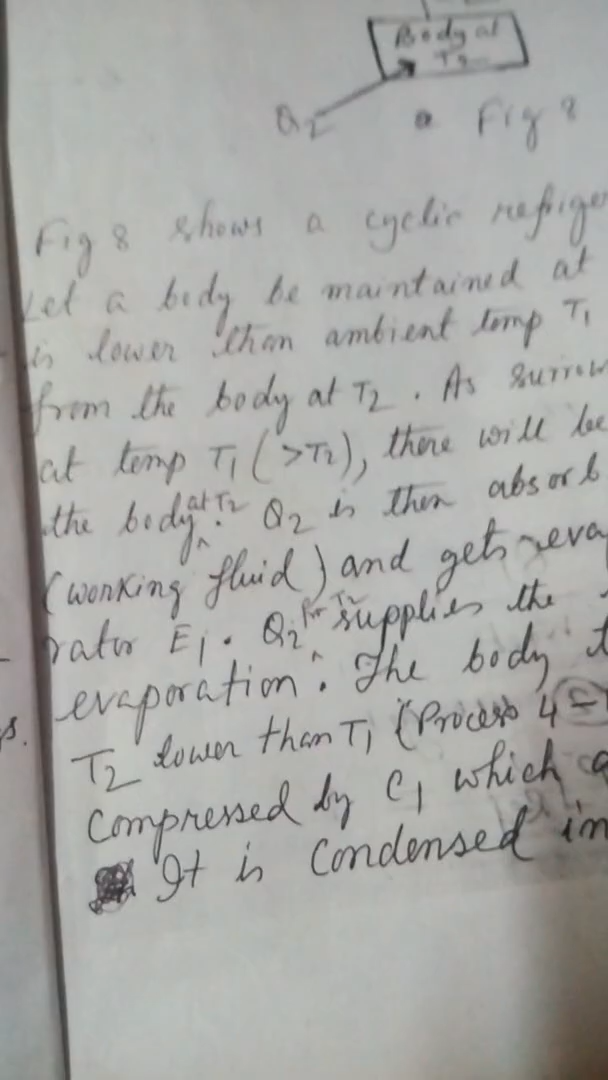 Body at
T2
Q2
Fig 8
Fig 8 shows a cyclic refrige
Let a body be maintained at
is lower than ambient temp T1
from the body at T2. As surrou
at temp T1 (>T2), there will be
the body at T2. Q2 is then absorb
(working fluid) and gets eva
rator E1. Q2 supplies the
evaporation. The body
T2 lower than T1 (Process 4-
Compressed by C1 which
It is Condensed in